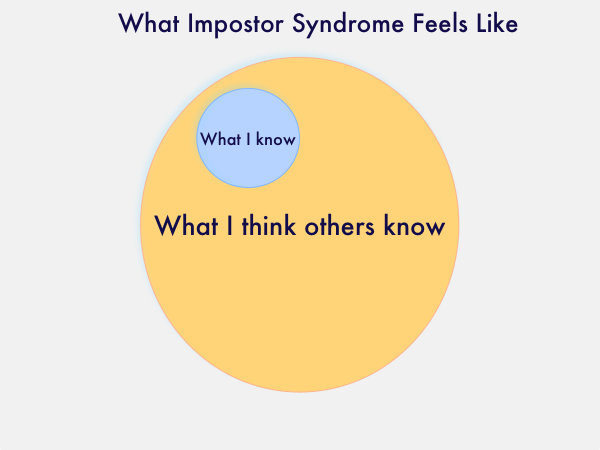 What Impostor Syndrome Feels Like
What I know
What I think others know